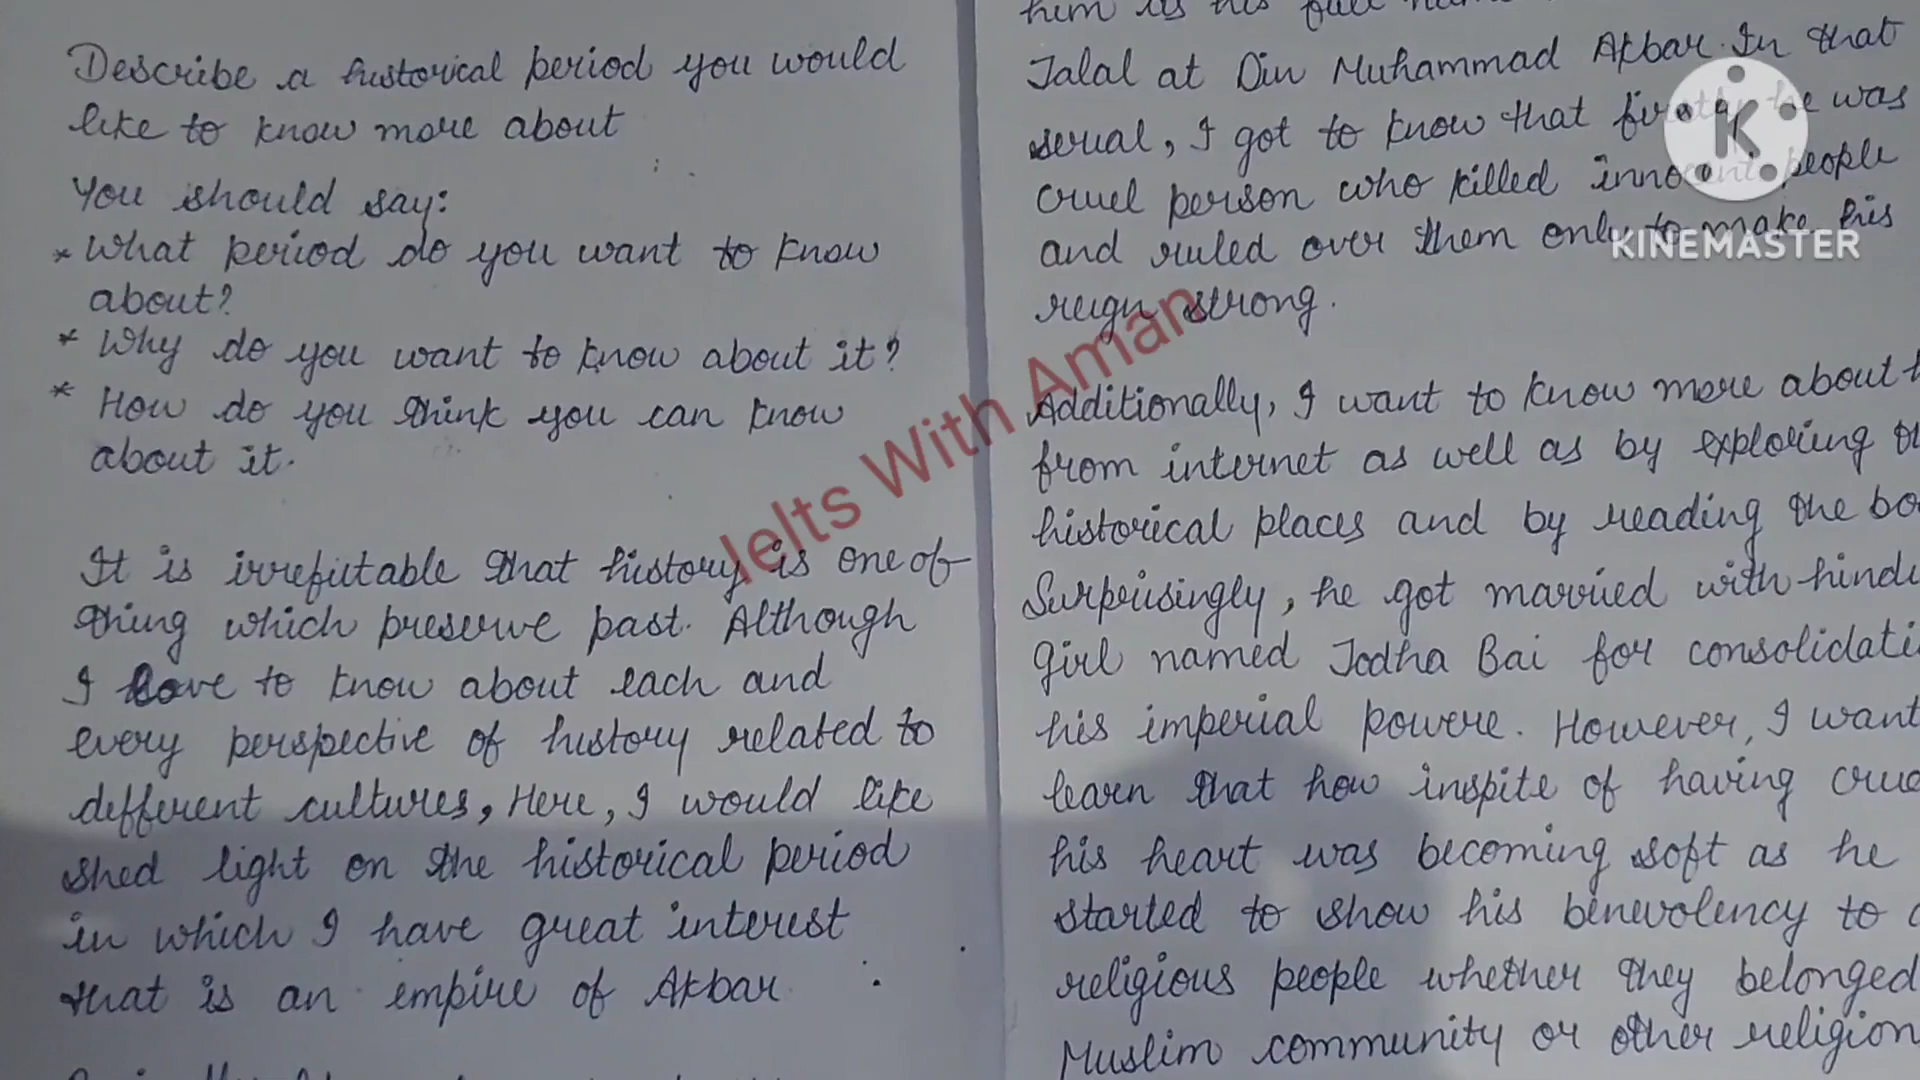 Describe a historical period you would
like to know more about
You should say:
* What period do you want to know
about?
* Why do you want to know about it?
* How do you think you can know
about it.
It is irrefutable that history is one of
thing which preserve past. Although
I love to know about each and
every perspective of history related to
different cultures, Here, I would like
shed light on the historical period
in which I have great interest
that is an empire of Akbar
him is his full name
Jalal at Din Muhammad Akbar. In that
serial, I got to know that firstly he was
cruel person who killed innocent people
and ruled over them only to make his
reign strong.
Additionally, I want to know more about
from internet as well as by exploring
historical places and by reading the
Surprisingly, he got married with hindu
girl named Jodha Bai for consolidati
his imperial powere. However, I want
learn that how inspite of having
his heart was becoming soft as he
started to show his benevolency to
religious people whether they belonged
Muslim community or other religion
Ielts With Aman
K
KINEMASTER